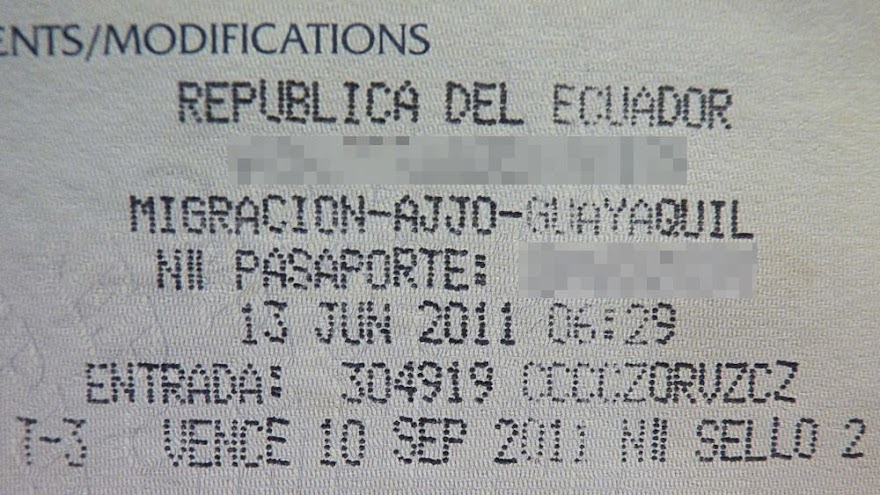 ENTS/MODIFICATIONS
REPUBLICA DEL ECUADOR
MIGRACION-AJJO-GUAYAQUIL
NII PASAPORTE:
13 JUN 2011 06:29
ENTRADA: 304919 CCCCZORVZCZ
T-3 VENCE 10 SEP 2011 NII SELLO 2